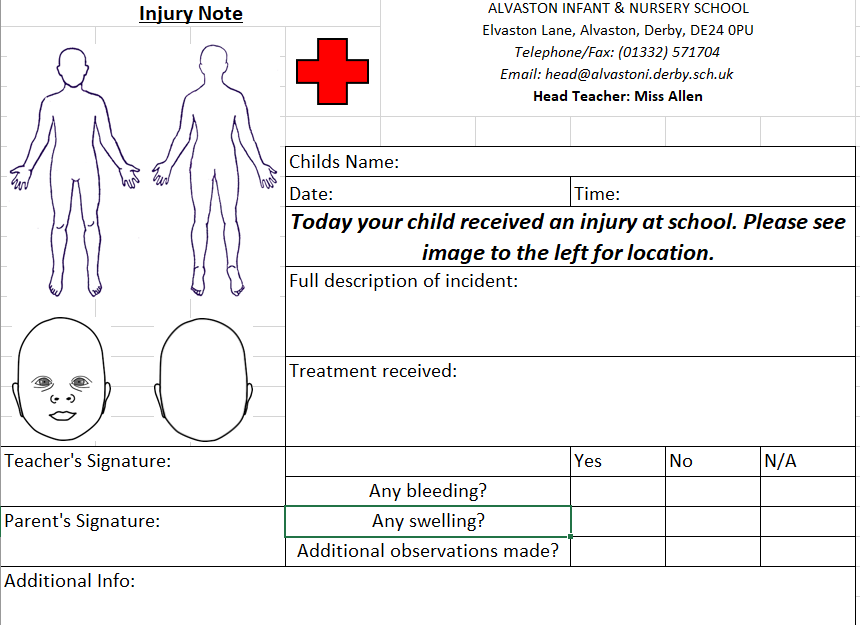 Injury Note
ALVASTON INFANT & NURSERY SCHOOL
Elvaston Lane, Alvaston, Derby, DE24 0PU
Telephone/Fax: (01332) 571704
Email: head@alvastoni.derby.sch.uk
Head Teacher: Miss Allen
Childs Name:
Date:
Time:
Today your child received an injury at school. Please see
image to the left for location.
Full description of incident:
Treatment received:
Teacher's Signature:
Yes
No
N/A
Any bleeding?
Parent's Signature:
Any swelling?
Additional observations made?
Additional Info: